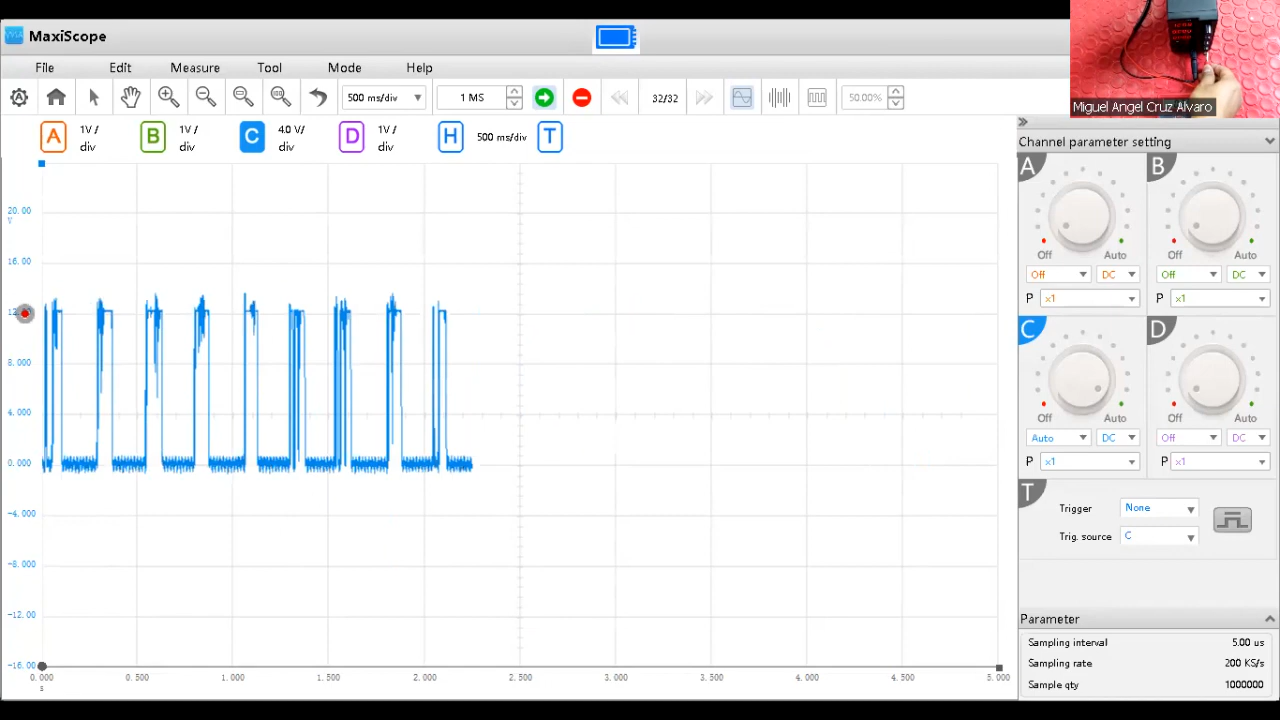 MaxiScope
File Edit Measure Tool Mode Help
500 ms/div 1 MS 32/32 50.00%
Miguel Angel Cruz Alvaro
A 1V / div B 1V / div C 4.0 V/ div D 1V / div H 500 ms/div T
Channel parameter setting
20.00
V
16.00
8.000
4.000
0.000
-4.000
-8.000
-12.00
-16.00
0.000 0.500 1.000 1.500 2.000 2.500 3.000 3.500 4.000 4.500 5.000
s
A B
Off Auto Off Auto
Off DC Off DC
P x1 P x1
C D
Off Auto Off Auto
Auto DC Off DC
P x1 P x1
T
Trigger None
Trig. source C
Parameter
Sampling interval 5.00 us
Sampling rate 200 KS/s
Sample qty 1000000